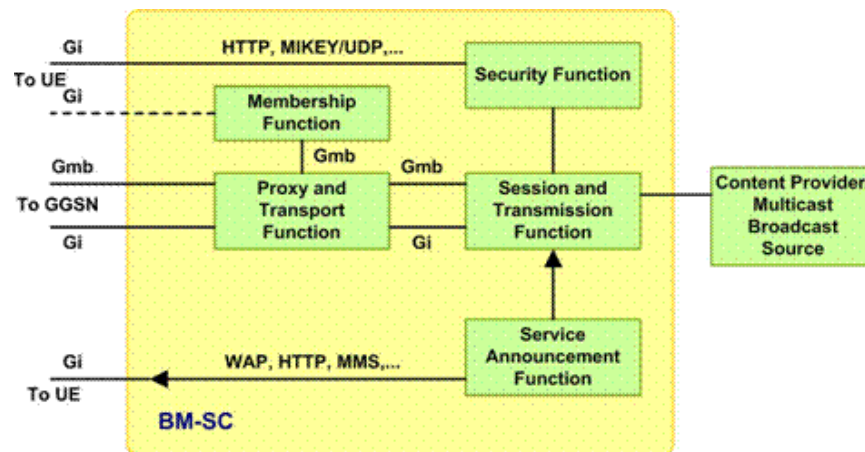 Gi
HTTP, MIKEY/UDP,...
To UE
Security Function
Gi
Membership
Function
Gmb
Gmb
Gmb
To GGSN
Proxy and
Transport
Function
Session and
Transmission
Function
Content Provider
Multicast
Broadcast
Source
Gi
Gi
Service
Announcement
Function
Gi
WAP, HTTP, MMS,...
To UE
BM-SC